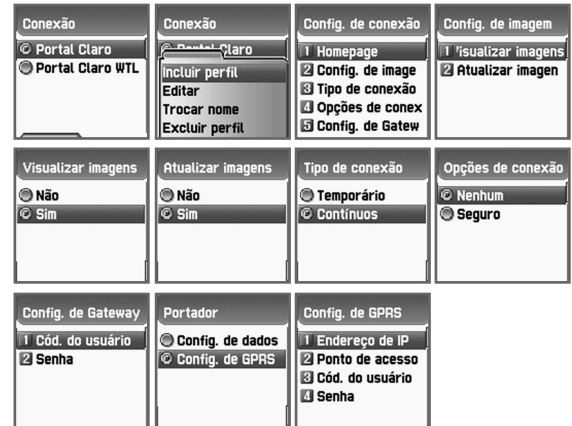 Conexão
Portal Claro
Portal Claro WTL
Conexão
Portal Claro
Incluir perfil
Editar
Trocar nome
Excluir perfil
Config. de conexão
1 Homepage
2 Config. de image
3 Tipo de conexão
4 Opções de conex
5 Config. de Gatew
Config. de imagem
1 'isualizar imagens
2 Atualizar imagen
Visualizar imagens
Não
Sim
Atualizar imagens
Não
Sim
Tipo de conexão
Temporário
Contínuos
Opções de conexão
Nenhum
Seguro
Config. de Gateway
1 Cód. do usuário
2 Senha
Portador
Config. de dados
Config. de GPRS
Config. de GPRS
1 Endereço de IP
2 Ponto de acesso
3 Cód. do usuário
4 Senha